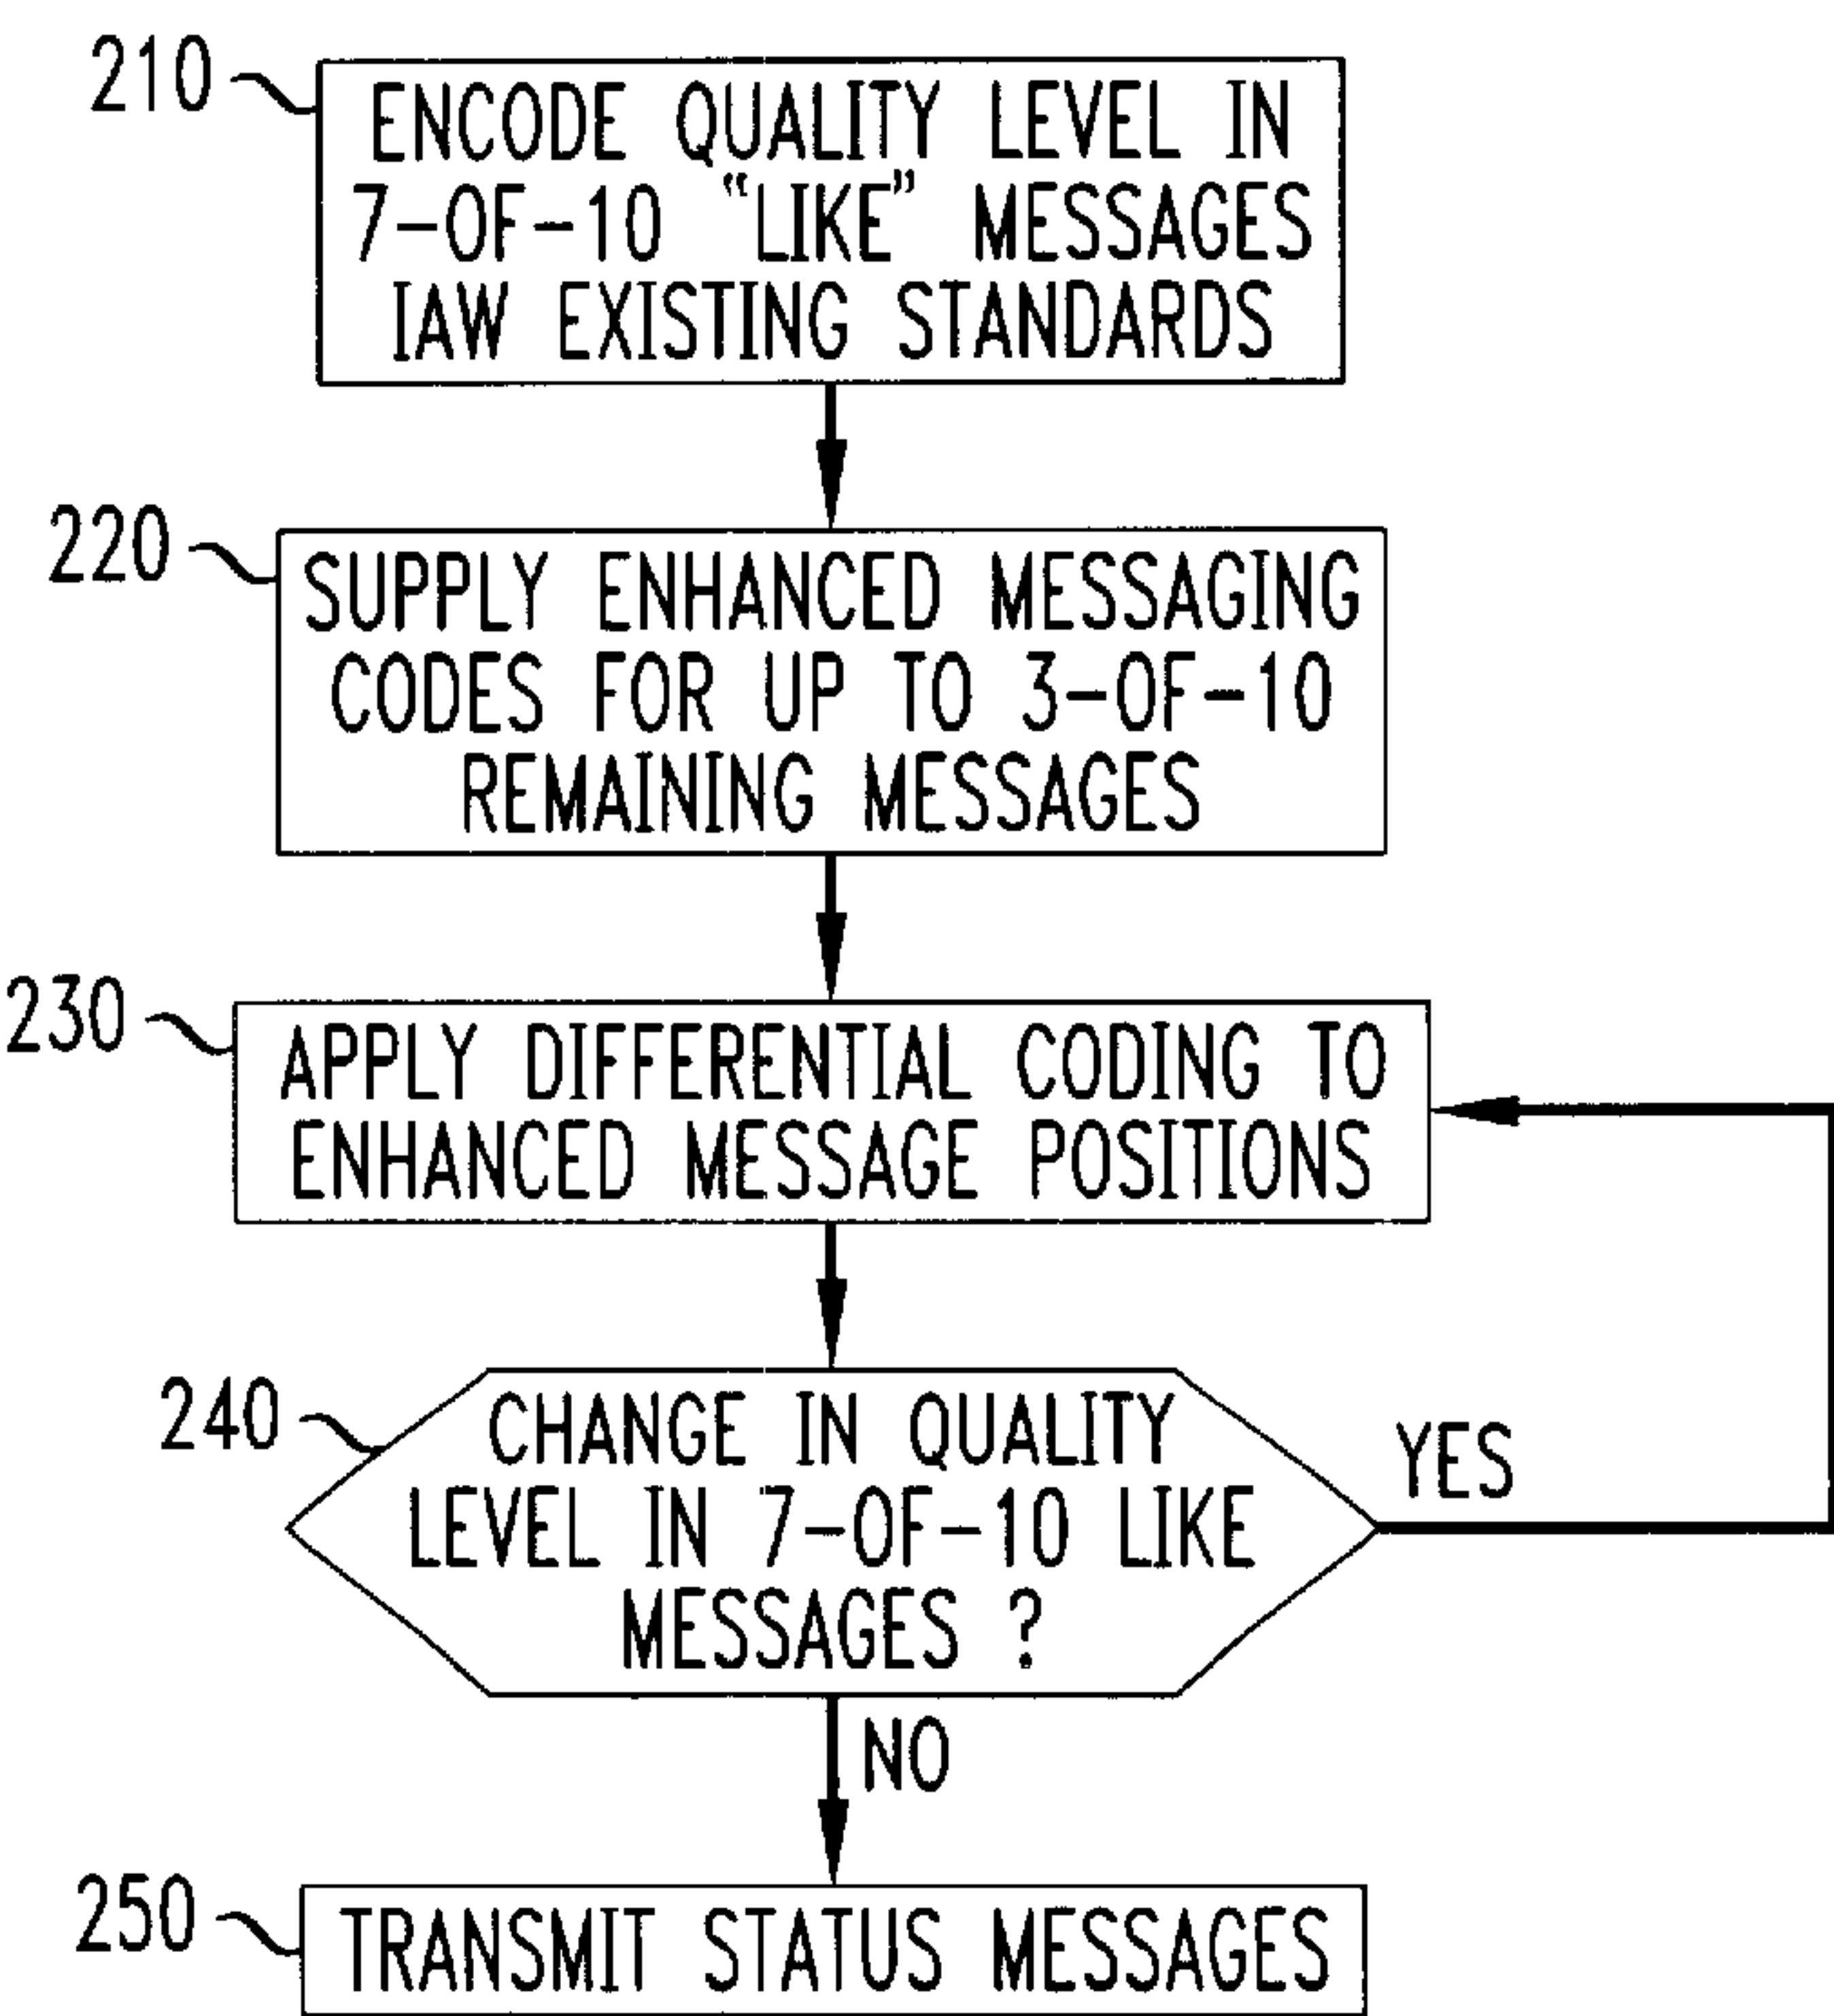 210
ENCODE QUALITY LEVEL IN
7-OF-10 "LIKE" MESSAGES
IAW EXISTING STANDARDS
220
SUPPLY ENHANCED MESSAGING
CODES FOR UP TO 3-OF-10
REMAINING MESSAGES
230
APPLY DIFFERENTIAL CODING TO
ENHANCED MESSAGE POSITIONS
240
CHANGE IN QUALITY
LEVEL IN 7-OF-10 LIKE
MESSAGES ?
YES
NO
250
TRANSMIT STATUS MESSAGES